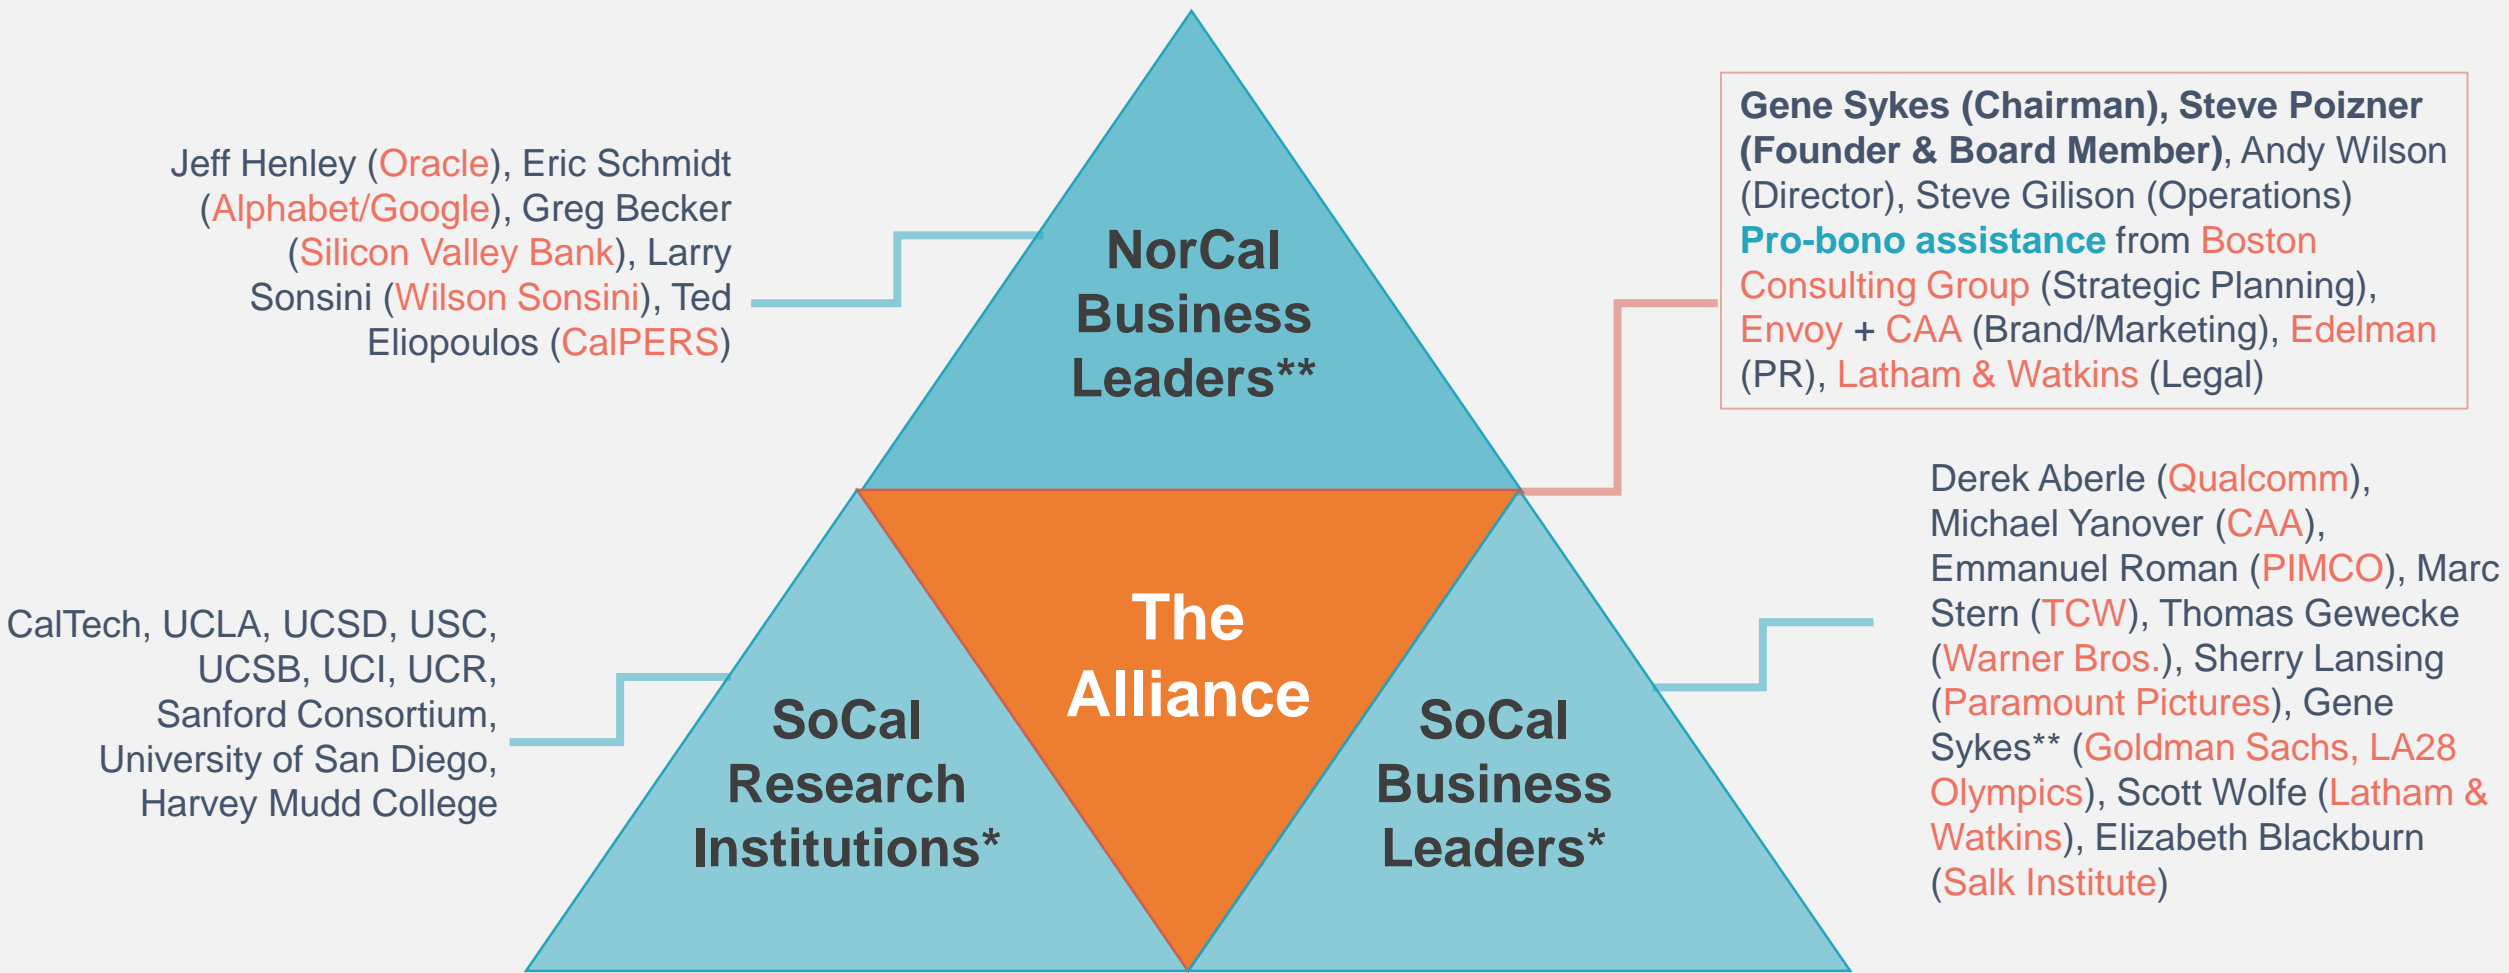 Jeff Henley (Oracle), Eric Schmidt
(Alphabet/Google), Greg Becker
(Silicon Valley Bank), Larry
Sonsini (Wilson Sonsini), Ted
Eliopoulos (CalPERS)
NorCal
Business
Leaders**
Gene Sykes (Chairman), Steve Poizner
(Founder & Board Member), Andy Wilson
(Director), Steve Gilison (Operations)
Pro-bono assistance from Boston
Consulting Group (Strategic Planning),
Envoy + CAA (Brand/Marketing), Edelman
(PR), Latham & Watkins (Legal)
CalTech, UCLA, UCSD, USC,
UCSB, UCI, UCR,
Sanford Consortium,
University of San Diego,
Harvey Mudd College
SoCal
Research
Institutions*
The
Alliance
SoCal
Business
Leaders*
Derek Aberle (Qualcomm),
Michael Yanover (CAA),
Emmanuel Roman (PIMCO), Marc
Stern (TCW), Thomas Gewecke
(Warner Bros.), Sherry Lansing
(Paramount Pictures), Gene
Sykes** (Goldman Sachs, LA28
Olympics), Scott Wolfe (Latham &
Watkins), Elizabeth Blackburn
(Salk Institute)